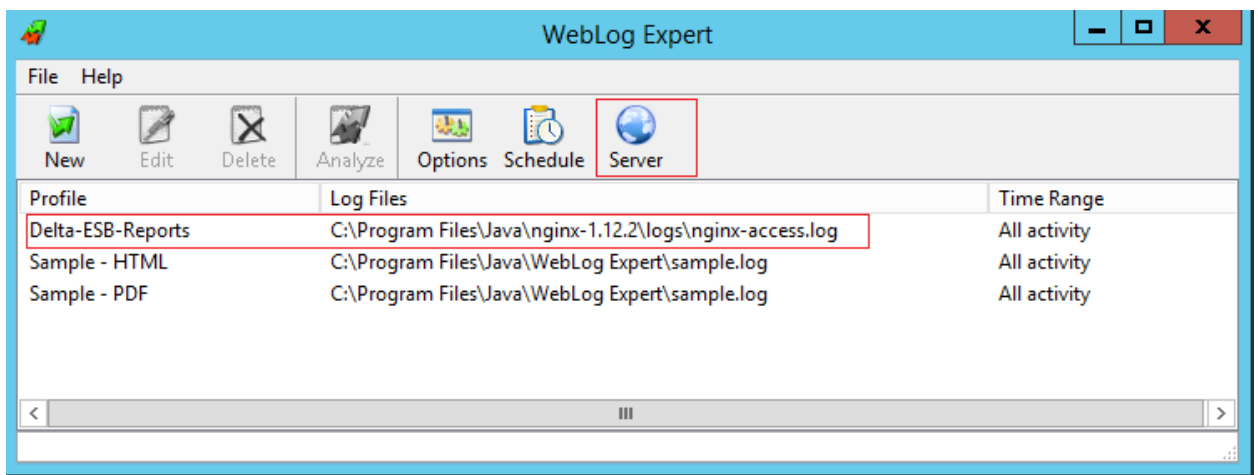 WebLog Expert
File Help
New Edit Delete Analyze Options Schedule Server
Profile Log Files Time Range
Delta-ESB-Reports C:\Program Files\Java\nginx-1.12.2\logs\nginx-access.log All activity
Sample - HTML C:\Program Files\Java\WebLog Expert\sample.log All activity
Sample - PDF C:\Program Files\Java\WebLog Expert\sample.log All activity